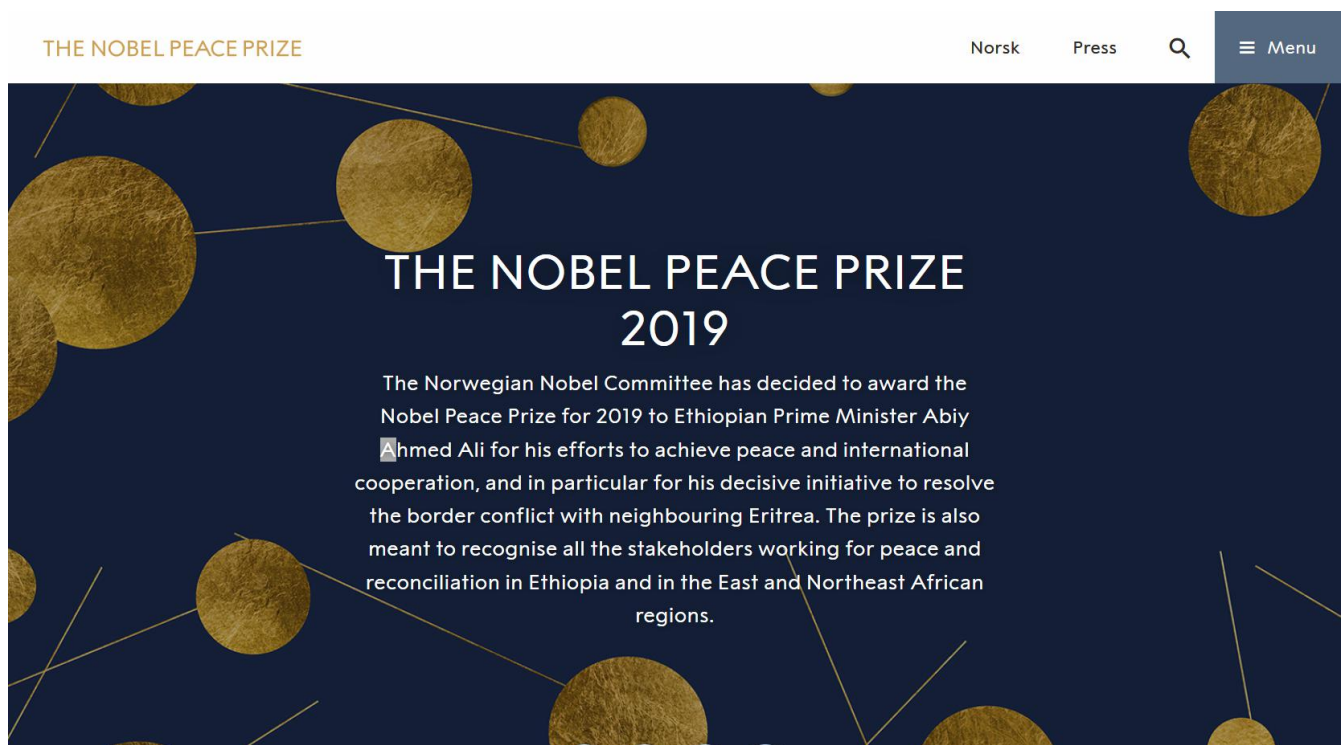 THE NOBEL PEACE PRIZE
Norsk
Press
Menu
THE NOBEL PEACE PRIZE
2019
The Norwegian Nobel Committee has decided to award the
Nobel Peace Prize for 2019 to Ethiopian Prime Minister Abiy
Ahmed Ali for his efforts to achieve peace and international
cooperation, and in particular for his decisive initiative to resolve
the border conflict with neighbouring Eritrea. The prize is also
meant to recognise all the stakeholders working for peace and
reconciliation in Ethiopia and in the East and Northeast African
regions.